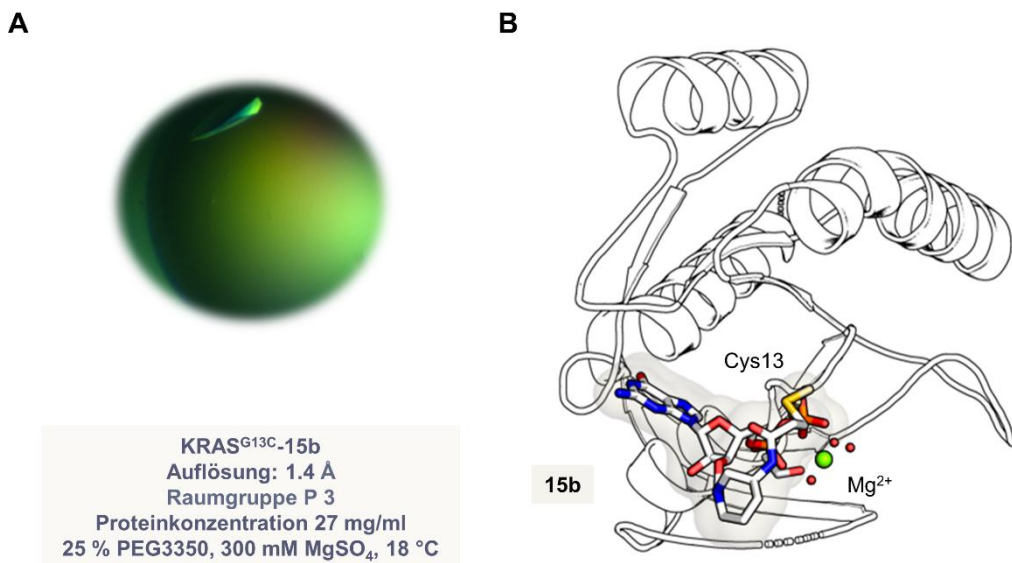 A
B
KRASG13C-15b
Auflösung: 1.4 Å
Raumgruppe P 3
Proteinkonzentration 27 mg/ml
25 % PEG3350, 300 mM MgSO₄, 18 °C
Cys13
15b
Mg²⁺